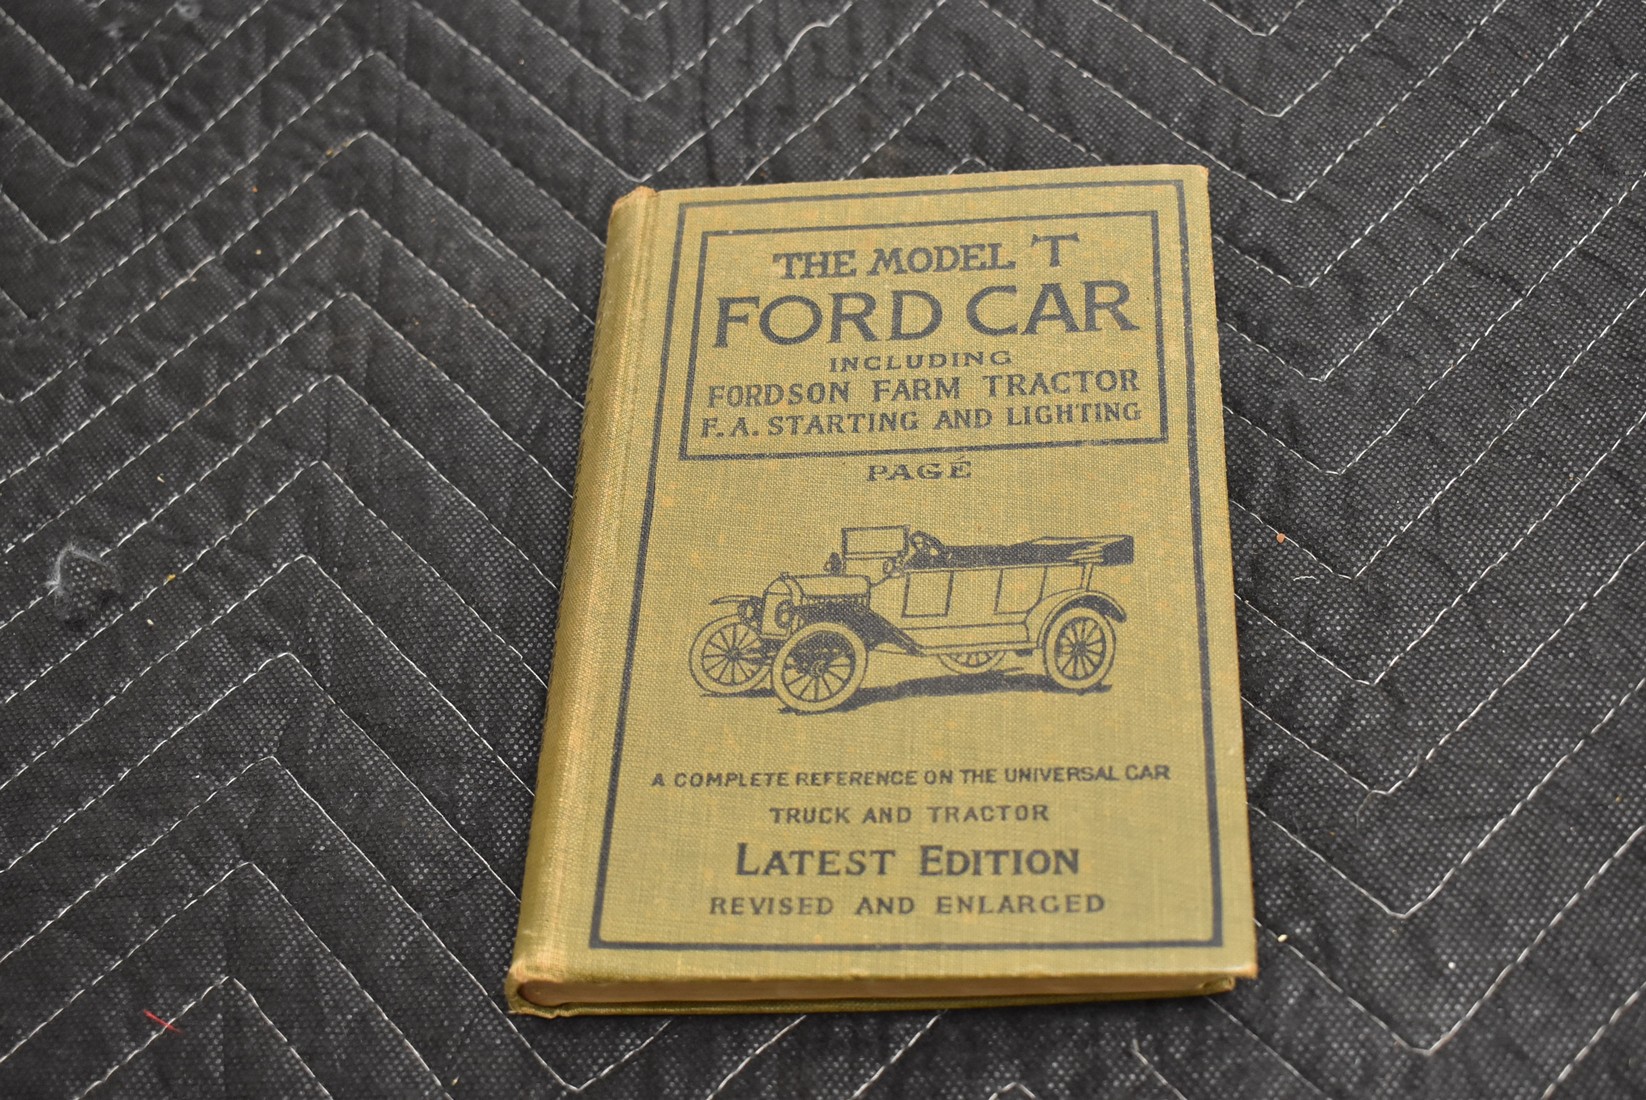 THE MODEL T
FORD CAR
INCLUDING
FORDSON FARM TRACTOR
F.A. STARTING AND LIGHTING
PAGÉ
A COMPLETE REFERENCE ON THE UNIVERSAL CAR
TRUCK AND TRACTOR
LATEST EDITION
REVISED AND ENLARGED